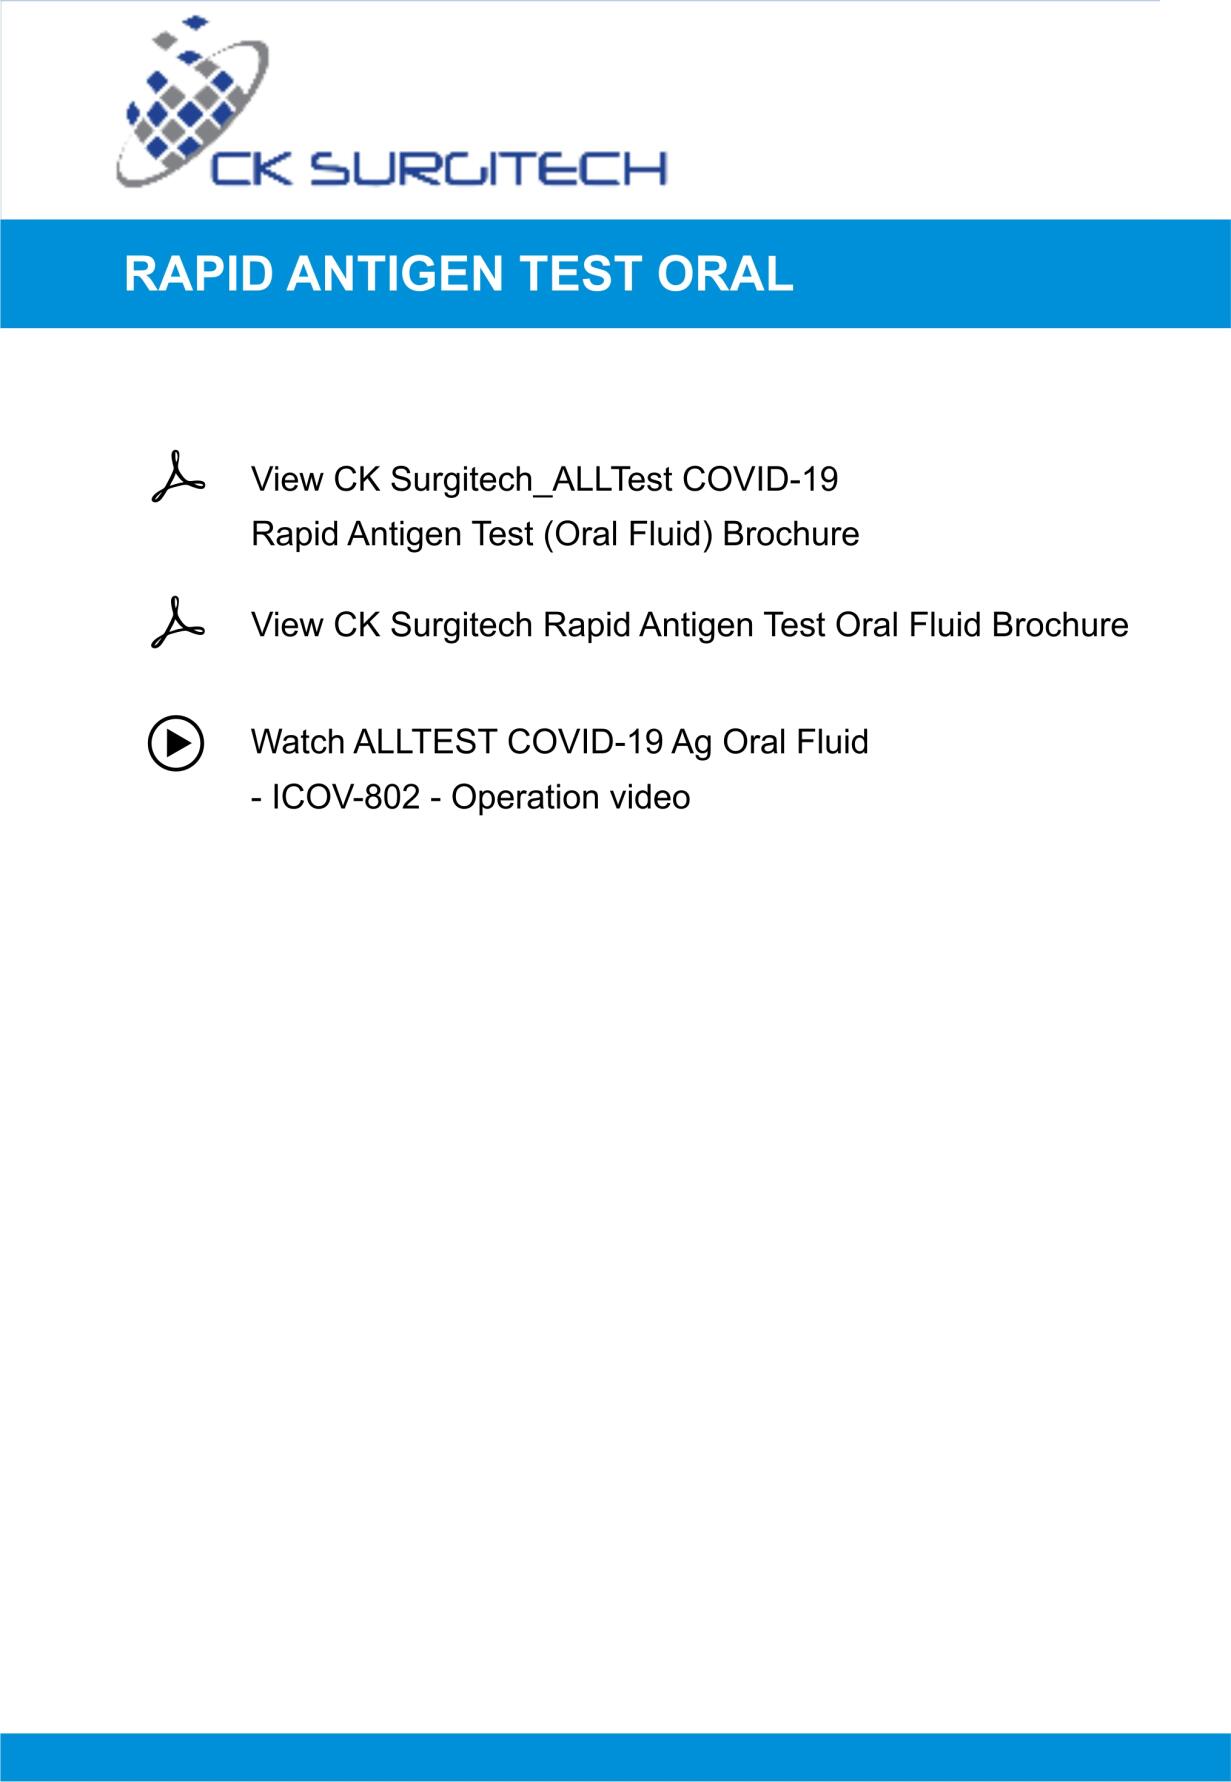 CK SURGITECH
RAPID ANTIGEN TEST ORAL
View CK Surgitech_ALLTest COVID-19
Rapid Antigen Test (Oral Fluid) Brochure
View CK Surgitech Rapid Antigen Test Oral Fluid Brochure
Watch ALLTEST COVID-19 Ag Oral Fluid
- ICOV-802 - Operation video